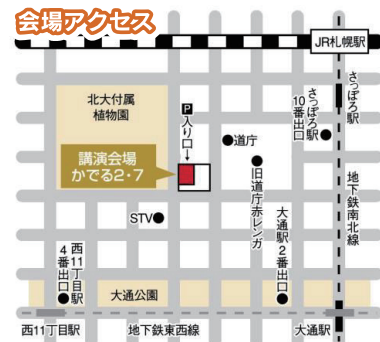 会場アクセス
JR札幌駅
さっぽろ駅
さっぽろ駅
10番出口
北大付属
植物園
P
入り口
道庁
講演会場
かでる2・7
旧道庁赤レンガ
地下鉄南北線
STV
大通駅2番出口
西11丁目駅
4番出口
大通公園
西11丁目駅
地下鉄東西線
大通駅